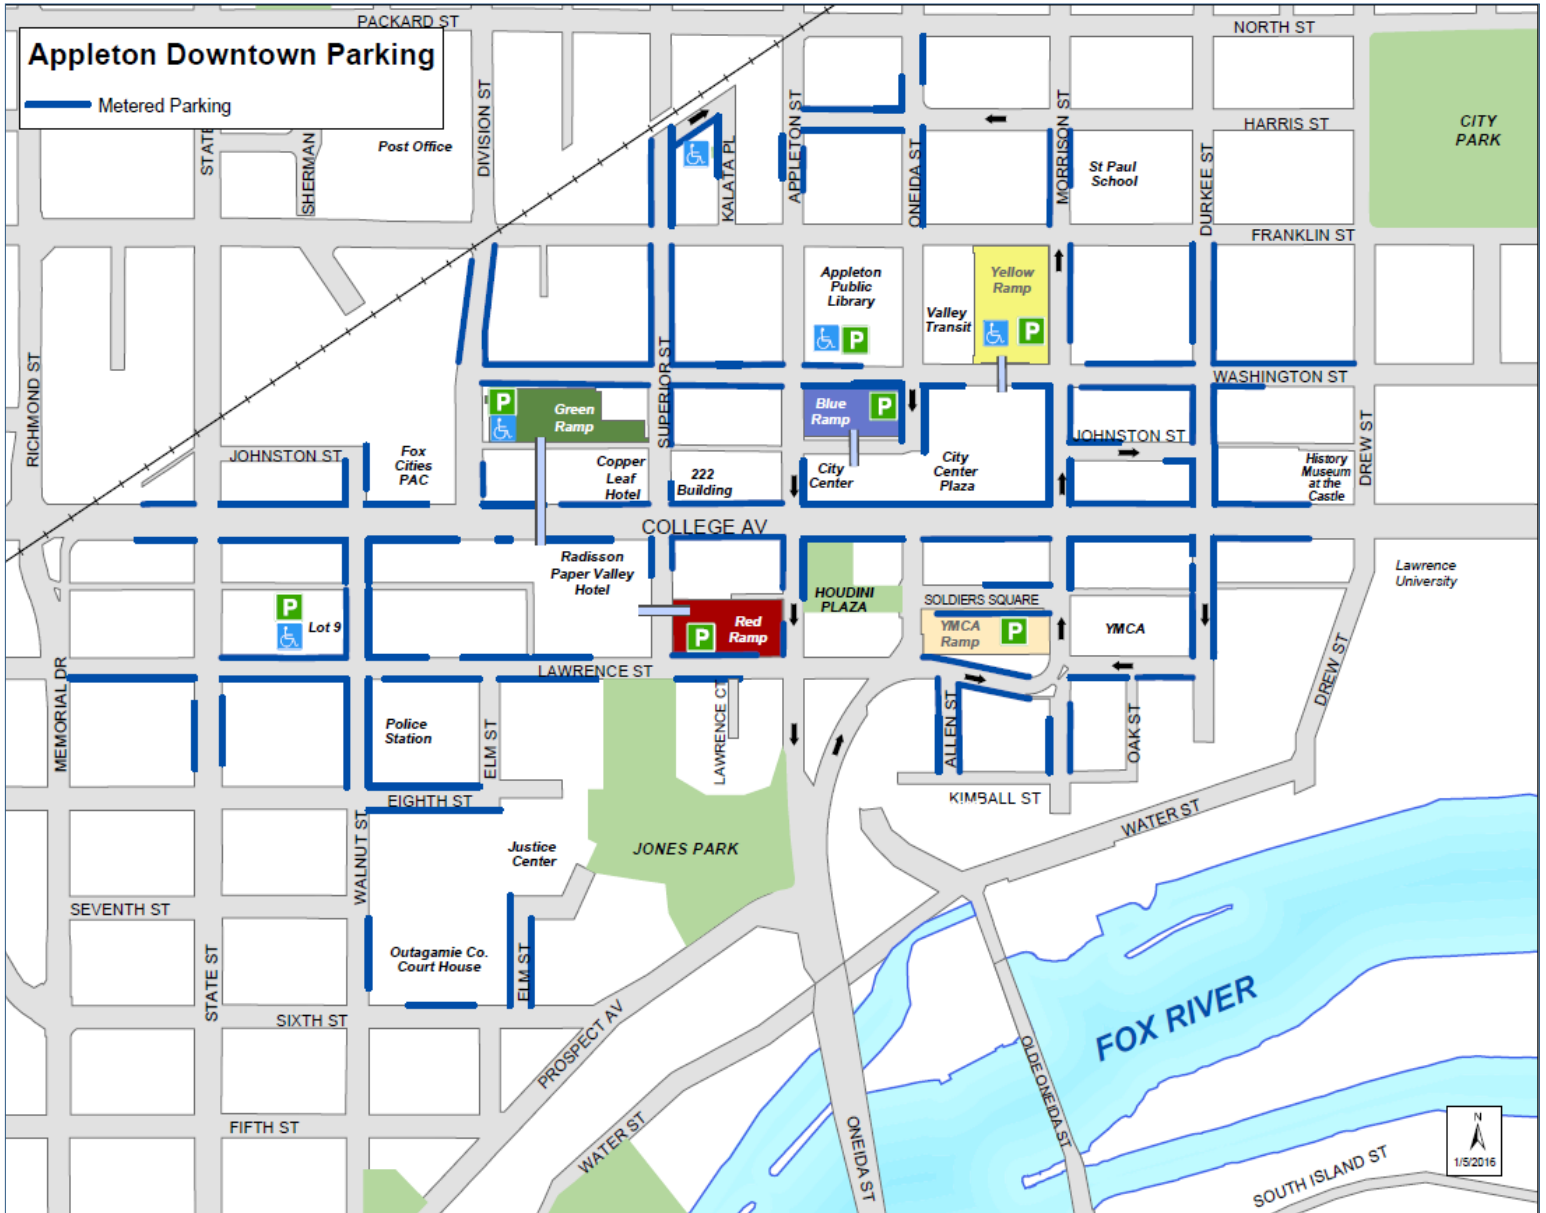 PACKARD ST
NORTH ST
Appleton Downtown Parking
Metered Parking
STATE
SHERMAN
Post Office
DIVISION ST
KALATA PL
APPLETON ST
ONEIDA ST
MORRISON ST
HARRIS ST
St Paul
School
DURKEE ST
CITY
PARK
FRANKLIN ST
Appleton
Public
Library
P
Valley
Transit
Yellow
Ramp
P
RICHMOND ST
SUPERIOR ST
WASHINGTON ST
P
Green
Ramp
Blue
Ramp
P
JOHNSTON ST
Fox
Cities
PAC
Copper
Leaf
Hotel
222
Building
City
Center
City
Center
Plaza
JOHNSTON ST
History
Museum
at the
Castle
DREW ST
COLLEGE AV
Radisson
Paper Valley
Hotel
HOUDINI
PLAZA
SOLDIERS SQUARE
Lawrence
University
P
Lot 9
P
Red
Ramp
YMCA
Ramp
P
YMCA
MEMORIAL DR
LAWRENCE ST
DREW ST
Police
Station
ELM ST
LAWRENCE CT
ALLEN ST
OAK ST
EIGHTH ST
KIMBALL ST
WATER ST
WALNUT ST
Justice
Center
JONES PARK
SEVENTH ST
STATE ST
Outagamie Co.
Court House
ELM ST
SIXTH ST
PROSPECT AV
FOX RIVER
OLDE ONEIDA ST
FIFTH ST
WATER ST
ONEIDA ST
SOUTH ISLAND ST
N
1/5/2016